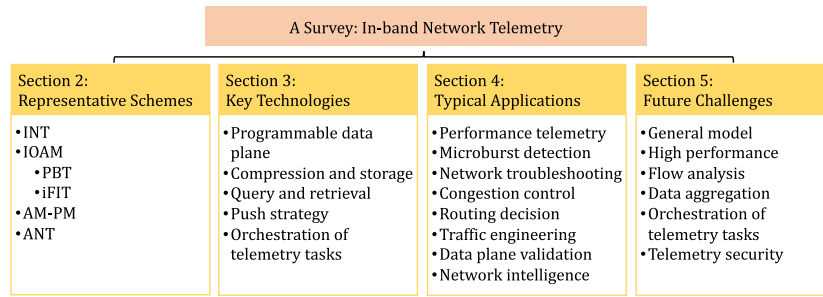 A Survey: In-band Network Telemetry
Section 2:
Representative Schemes
•INT
•IOAM
•PBT
•iFIT
•AM-PM
•ANT
Section 3:
Key Technologies
•Programmable data
plane
•Compression and storage
•Query and retrieval
•Push strategy
•Orchestration of
telemetry tasks
Section 4:
Typical Applications
•Performance telemetry
•Microburst detection
•Network troubleshooting
•Congestion control
•Routing decision
•Traffic engineering
•Data plane validation
•Network intelligence
Section 5:
Future Challenges
•General model
•High performance
•Flow analysis
•Data aggregation
•Orchestration of
telemetry tasks
•Telemetry security